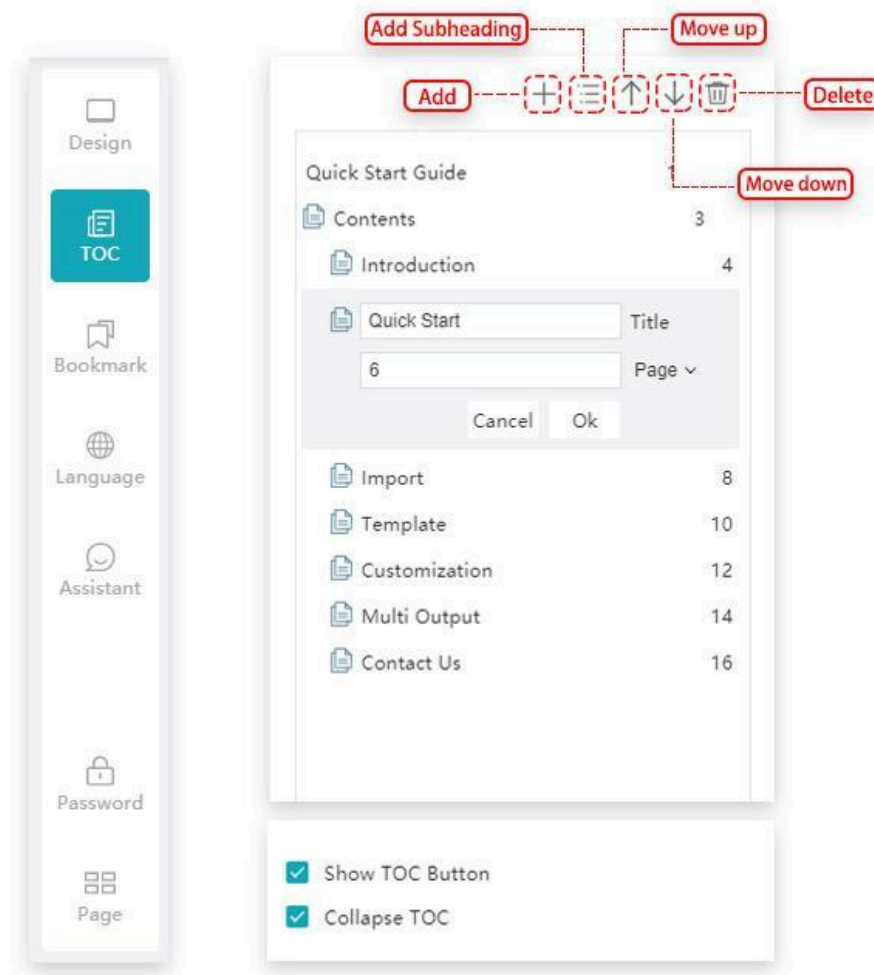 Add Subheading
Move up
Add
Delete
Move down
Design
TOC
Bookmark
Language
Assistant
Password
Page
Quick Start Guide 1
Contents 3
Introduction 4
Quick Start Title
6 Page
Cancel Ok
Import 8
Template 10
Customization 12
Multi Output 14
Contact Us 16
Show TOC Button
Collapse TOC